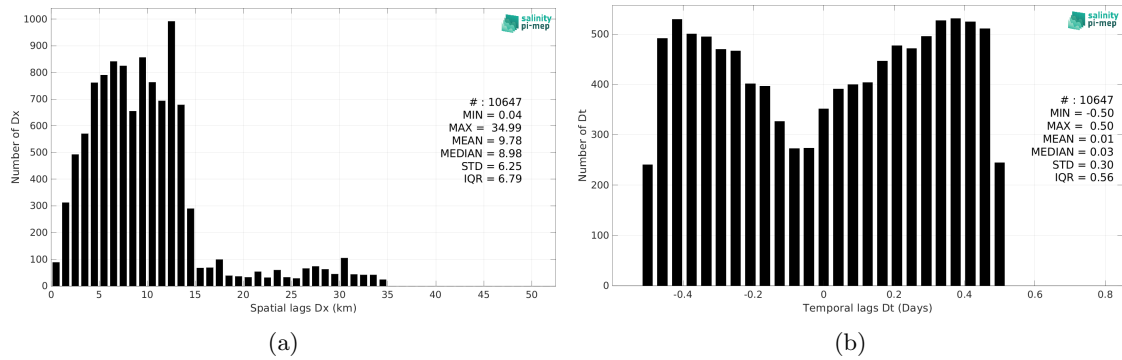 1000
900
800
700
600
500
400
300
200
100
0
Number of Dx
salinity
pi-mep
# : 10647
MIN = 0.04
MAX = 34.99
MEAN = 9.78
MEDIAN = 8.98
STD = 6.25
IQR = 6.79
0 5 10 15 20 25 30 35 40 45 50
Spatial lags Dx (km)
(a)
500
400
300
200
100
0
Number of Dt
salinity
pi-mep
# : 10647
MIN = -0.50
MAX = 0.50
MEAN = 0.01
MEDIAN = 0.03
STD = 0.30
IQR = 0.56
-0.4 -0.2 0 0.2 0.4 0.6 0.8
Temporal lags Dt (Days)
(b)